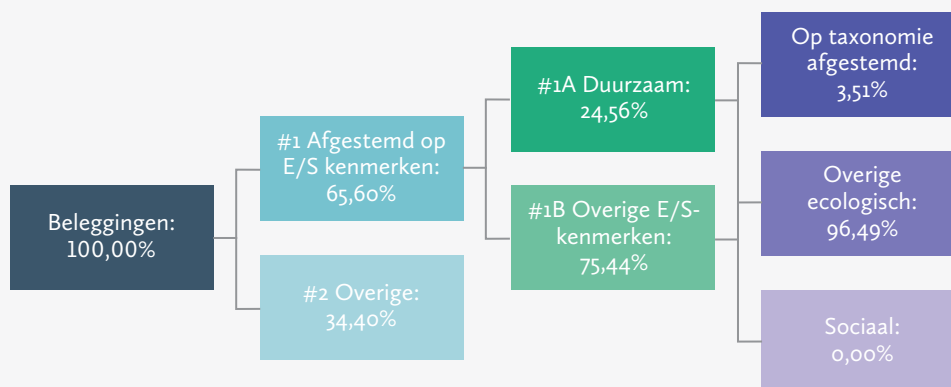 Beleggingen:
100,00%
#1 Afgestemd op
E/S kenmerken:
65,60%
#2 Overige:
34,40%
#1A Duurzaam:
24,56%
#1B Overige E/S-
kenmerken:
75,44%
Op taxonomie
afgestemd:
3,51%
Overige
ecologisch:
96,49%
Sociaal:
0,00%